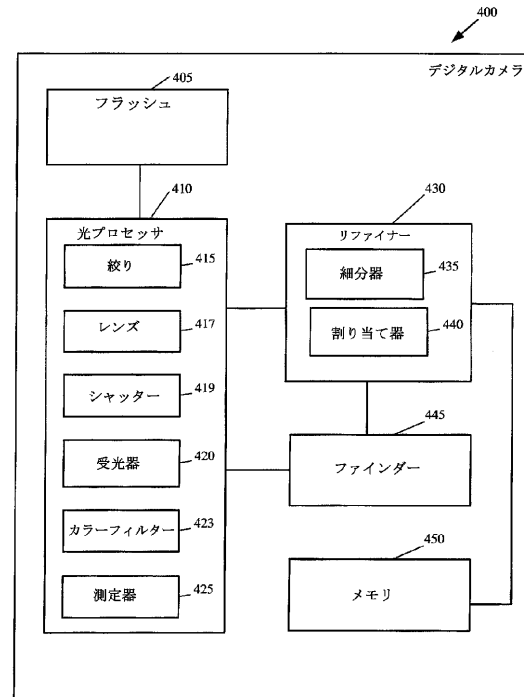 400
デジタルカメラ
405
フラッシュ
410
光プロセッサ
絞り
415
レンズ
417
シャッター
419
受光器
420
カラーフィルター
423
測定器
425
430
リファイナー
細分器
435
割り当て器
440
445
ファインダー
450
メモリ